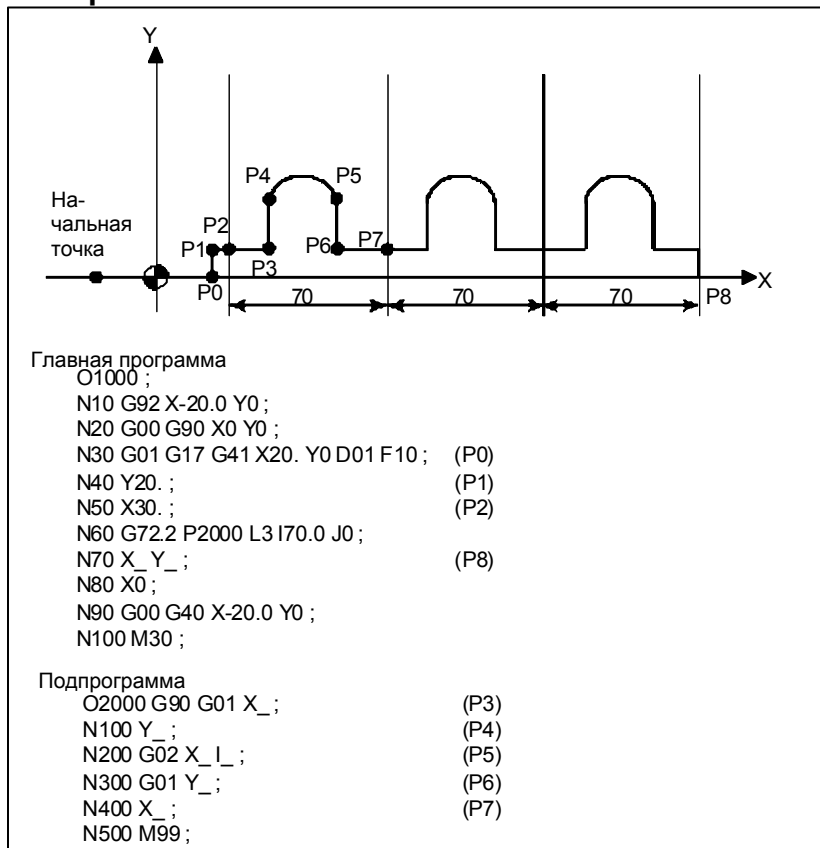 Y
P4 P5
На-
чальная
точка
P2
P1 P3 P6 P7
P0 70 70 70 P8 X
Главная программа
O1000 ;
N10 G92 X-20.0 Y0 ;
N20 G00 G90 X0 Y0 ;
N30 G01 G17 G41 X20. Y0 D01 F10 ; (P0)
N40 Y20. ; (P1)
N50 X30. ; (P2)
N60 G72.2 P2000 L3 I70.0 J0 ;
N70 X_ Y_ ; (P8)
N80 X0 ;
N90 G00 G40 X-20.0 Y0 ;
N100 M30 ;
Подпрограмма
O2000 G90 G01 X_ ; (P3)
N100 Y_ ; (P4)
N200 G02 X_ I_ ; (P5)
N300 G01 Y_ ; (P6)
N400 X_ ; (P7)
N500 M99 ;